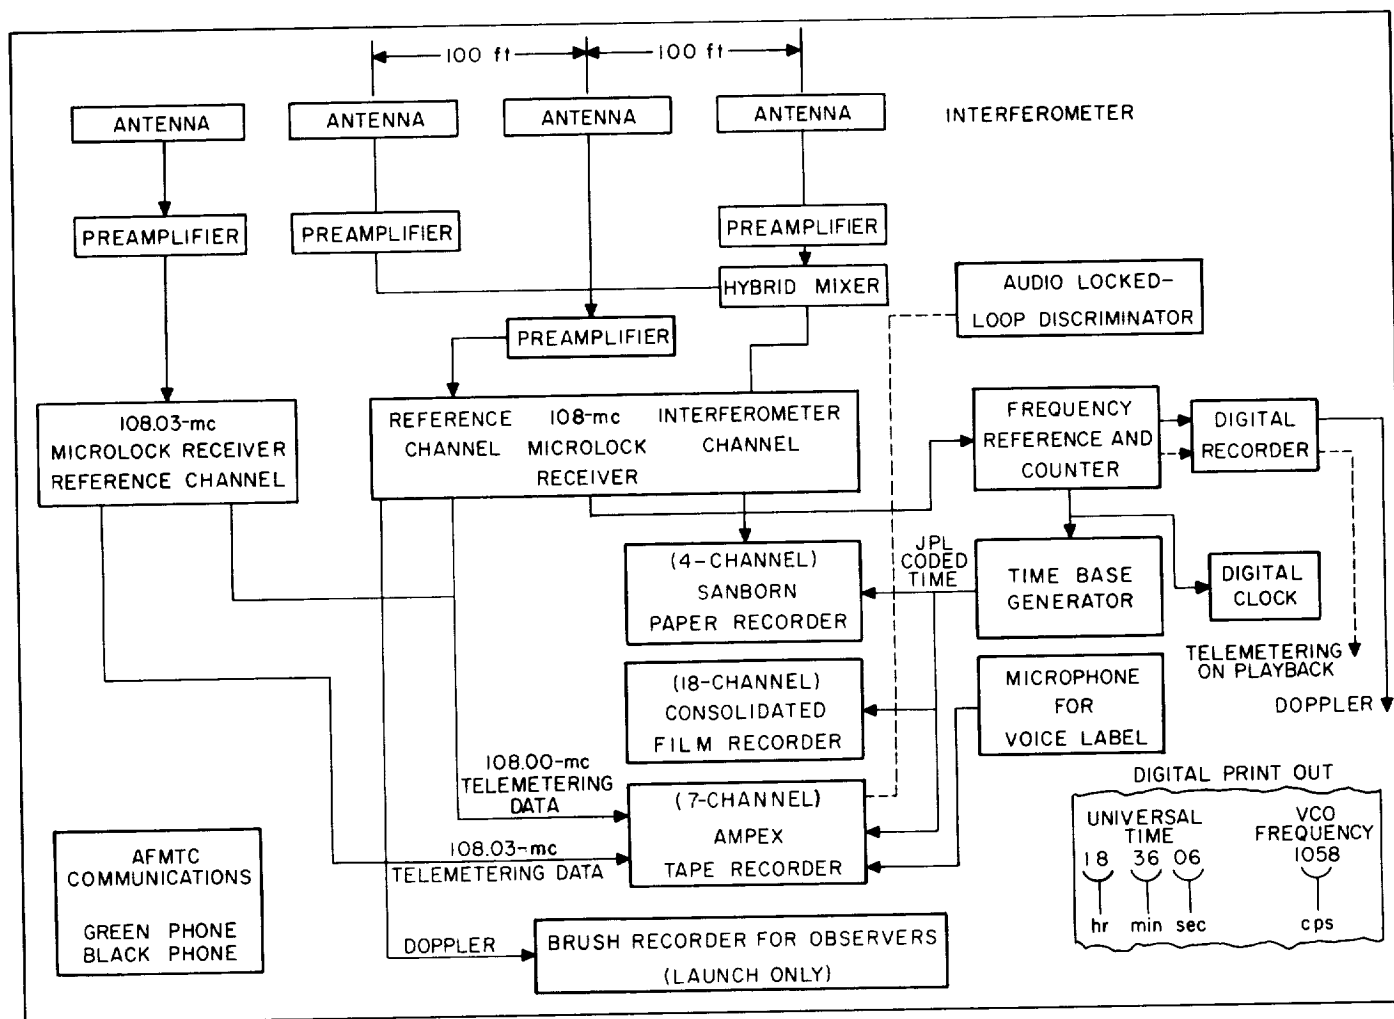 100 ft
100 ft
ANTENNA
ANTENNA
ANTENNA
ANTENNA
INTERFEROMETER
PREAMPLIFIER
PREAMPLIFIER
PREAMPLIFIER
HYBRID MIXER
AUDIO LOCKED-
LOOP DISCRIMINATOR
PREAMPLIFIER
108.03-mc
MICROLOCK RECEIVER
REFERENCE CHANNEL
REFERENCE
CHANNEL
108-mc
MICROLOCK
RECEIVER
INTERFEROMETER
CHANNEL
FREQUENCY
REFERENCE AND
COUNTER
DIGITAL
RECORDER
(4-CHANNEL)
SANBORN
PAPER RECORDER
JPL
CODED
TIME
TIME BASE
GENERATOR
DIGITAL
CLOCK
TELEMETERING
ON PLAYBACK
DOPPLER
(18-CHANNEL)
CONSOLIDATED
FILM RECORDER
MICROPHONE
FOR
VOICE LABEL
108.00-mc
TELEMETERING
DATA
(7-CHANNEL)
AMPEX
TAPE RECORDER
108.03-mc
TELEMETERING DATA
DIGITAL PRINT OUT
UNIVERSAL
TIME
18 36 06
hr min sec
VCO
FREQUENCY
1058
cps
AFMTC
COMMUNICATIONS
GREEN PHONE
BLACK PHONE
DOPPLER
BRUSH RECORDER FOR OBSERVERS
(LAUNCH ONLY)